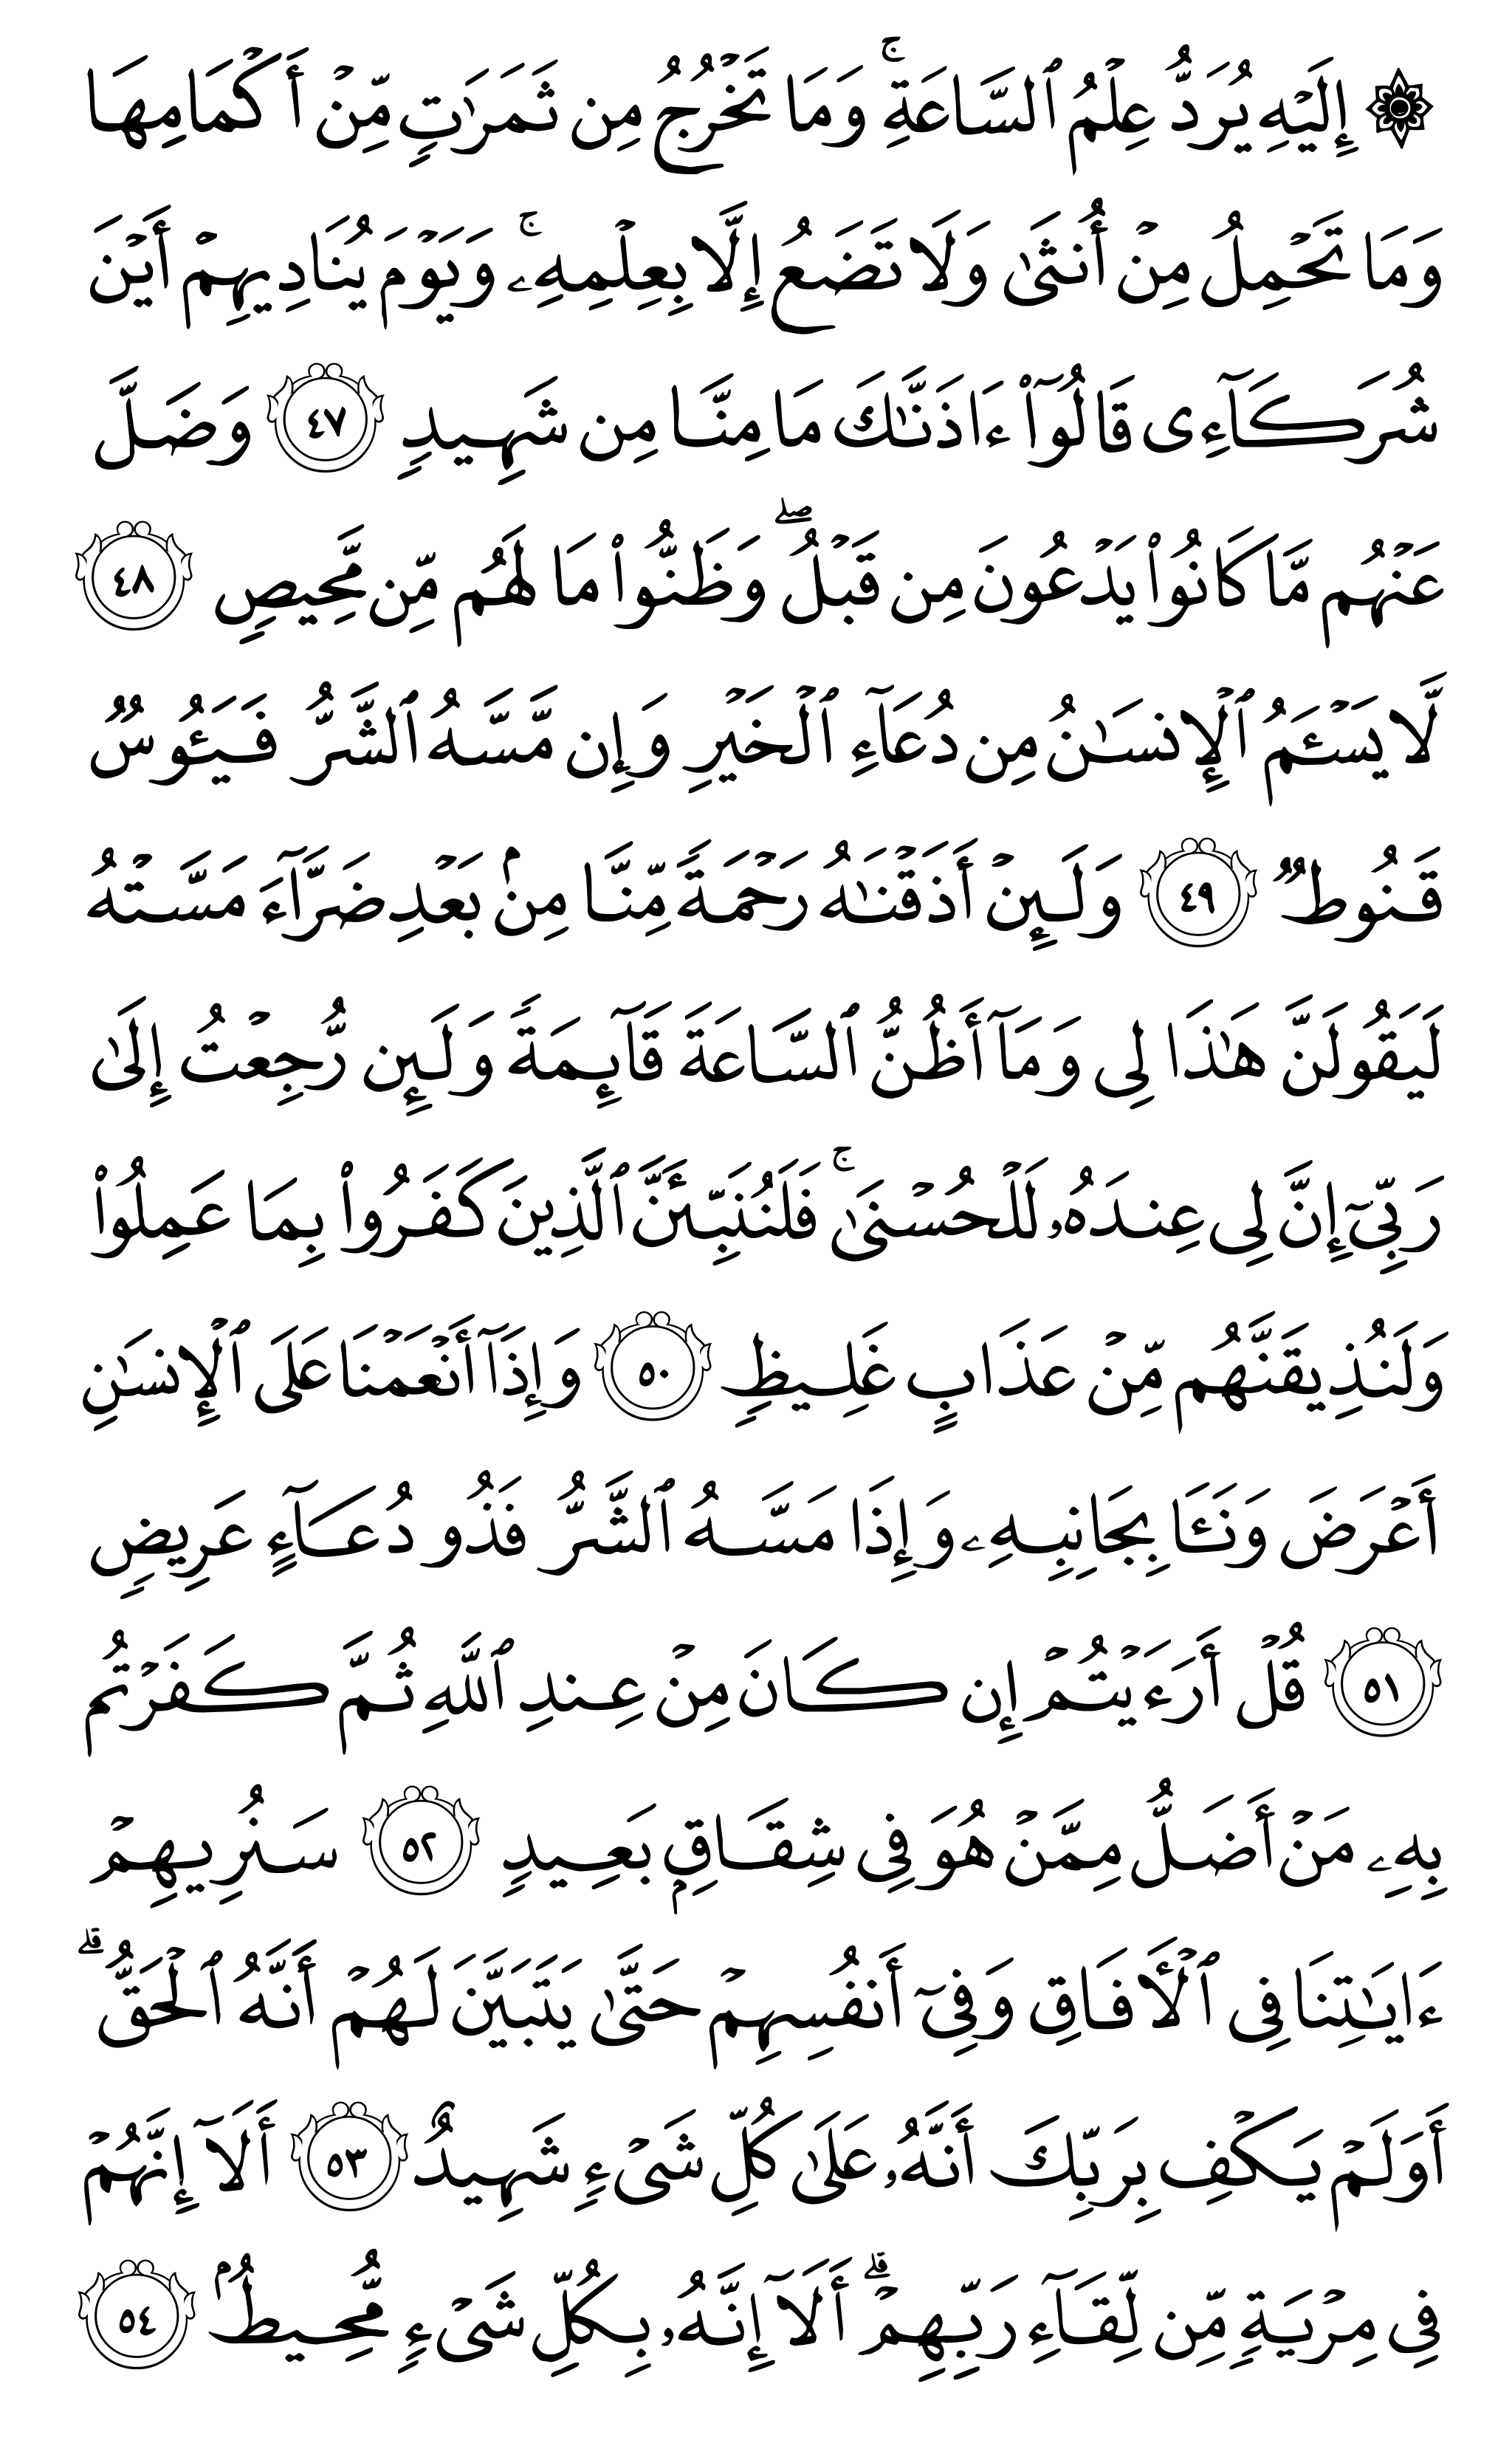 ۞ إِلَيْهِ يُرَدُّ عِلْمُ ٱلسَّاعَةِ ۚ وَمَا تَخْرُجُ مِن ثَمَرَٰتٍ مِّنْ أَكْمَامِهَا
وَمَا تَحْمِلُ مِنْ أُنثَىٰ وَلَا تَضَعُ إِلَّا بِعِلْمِهِۦ ۚ وَيَوْمَ يُنَادِيهِمْ أَيْنَ
شُرَكَآءِى قَالُوٓا۟ ءَاذَنَّٰكَ مَا مِنَّا مِن شَهِيدٍ ٤٧ وَضَلَّ
عَنْهُم مَّا كَانُوا۟ يَدْعُونَ مِن قَبْلُ ۖ وَظَنُّوا۟ مَا لَهُم مِّن مَّحِيصٍ ٤٨
لَّا يَسْـَٔمُ ٱلْإِنسَـٰنُ مِن دُعَآءِ ٱلْخَيْرِ وَإِن مَّسَّهُ ٱلشَّرُّ فَيَـُٔوسٌ
قَنُوطٌ ٤٩ وَلَئِنْ أَذَقْنَـٰهُ رَحْمَةً مِّنَّا مِنۢ بَعْدِ ضَرَّآءَ مَسَّتْهُ
لَيَقُولَنَّ هَـٰذَا لِى وَمَآ أَظُنُّ ٱلسَّاعَةَ قَآئِمَةً وَلَئِن رُّجِعْتُ إِلَىٰ
رَبِّىٓ إِنَّ لِى عِندَهُۥ لَلْحُسْنَىٰ ۚ فَلَنُنَبِّئَنَّ ٱلَّذِينَ كَفَرُوا۟ بِمَا عَمِلُوا۟
وَلَنُذِيقَنَّهُم مِّنْ عَذَابٍ غَلِيظٍ ٥٠ وَإِذَآ أَنْعَمْنَا عَلَى ٱلْإِنسَـٰنِ
أَعْرَضَ وَنَـَٔا بِجَانِبِهِۦ وَإِذَا مَسَّهُ ٱلشَّرُّ فَذُو دُعَآءٍ عَرِيضٍ
٥١ قُلْ أَرَءَيْتُمْ إِن كَانَ مِنْ عِندِ ٱللَّهِ ثُمَّ كَفَرْتُم
بِهِۦ مَنْ أَضَلُّ مِمَّنْ هُوَ فِى شِقَاقٍۭ بَعِيدٍ ٥٢ سَنُرِيهِمْ
ءَايَـٰتِنَا فِى ٱلْـَٔافَاقِ وَفِىٓ أَنفُسِهِمْ حَتَّىٰ يَتَبَيَّنَ لَهُمْ أَنَّهُ ٱلْحَقُّ ۗ
أَوَلَمْ يَكْفِ بِرَبِّكَ أَنَّهُۥ عَلَىٰ كُلِّ شَىْءٍ شَهِيدٌ ٥٣ أَلَآ إِنَّهُمْ
فِى مِرْيَةٍ مِّن لِّقَآءِ رَبِّهِمْ ۗ أَلَآ إِنَّهُۥ بِكُلِّ شَىْءٍ مُّحِيطٌۢ ٥٤